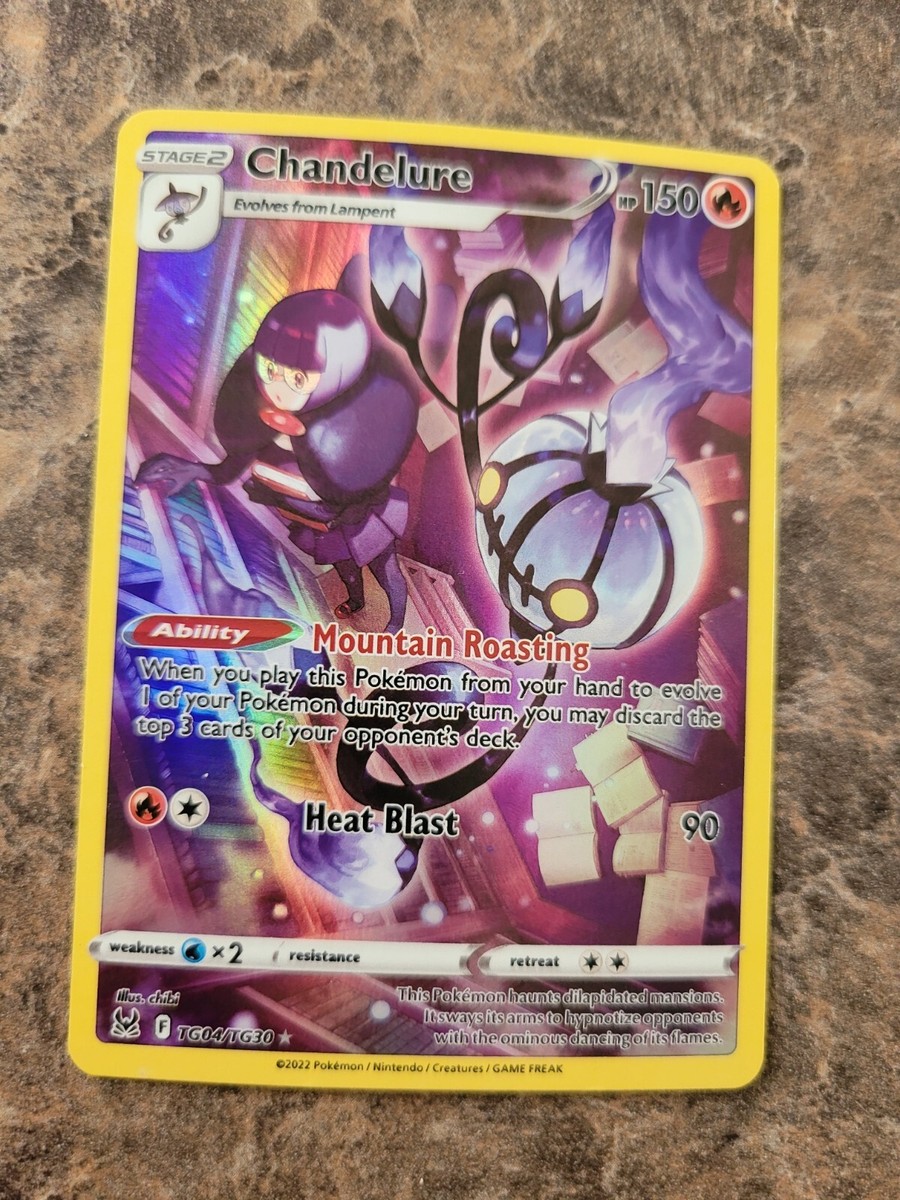 STAGE2
Chandelure
HP150
Evolves from Lampent
Ability
Mountain Roasting
When you play this Pokémon from your hand to evolve
1 of your Pokémon during your turn, you may discard the
top 3 cards of your opponent's deck.
Heat Blast
90
weakness ×2 resistance retreat
Illus. chibi
This Pokémon haunts dilapidated mansions.
It sways its arms to hypnotize opponents
with the ominous dancing of its flames.
F TG04/TG30 ★
©2022 Pokémon / Nintendo / Creatures / GAME FREAK